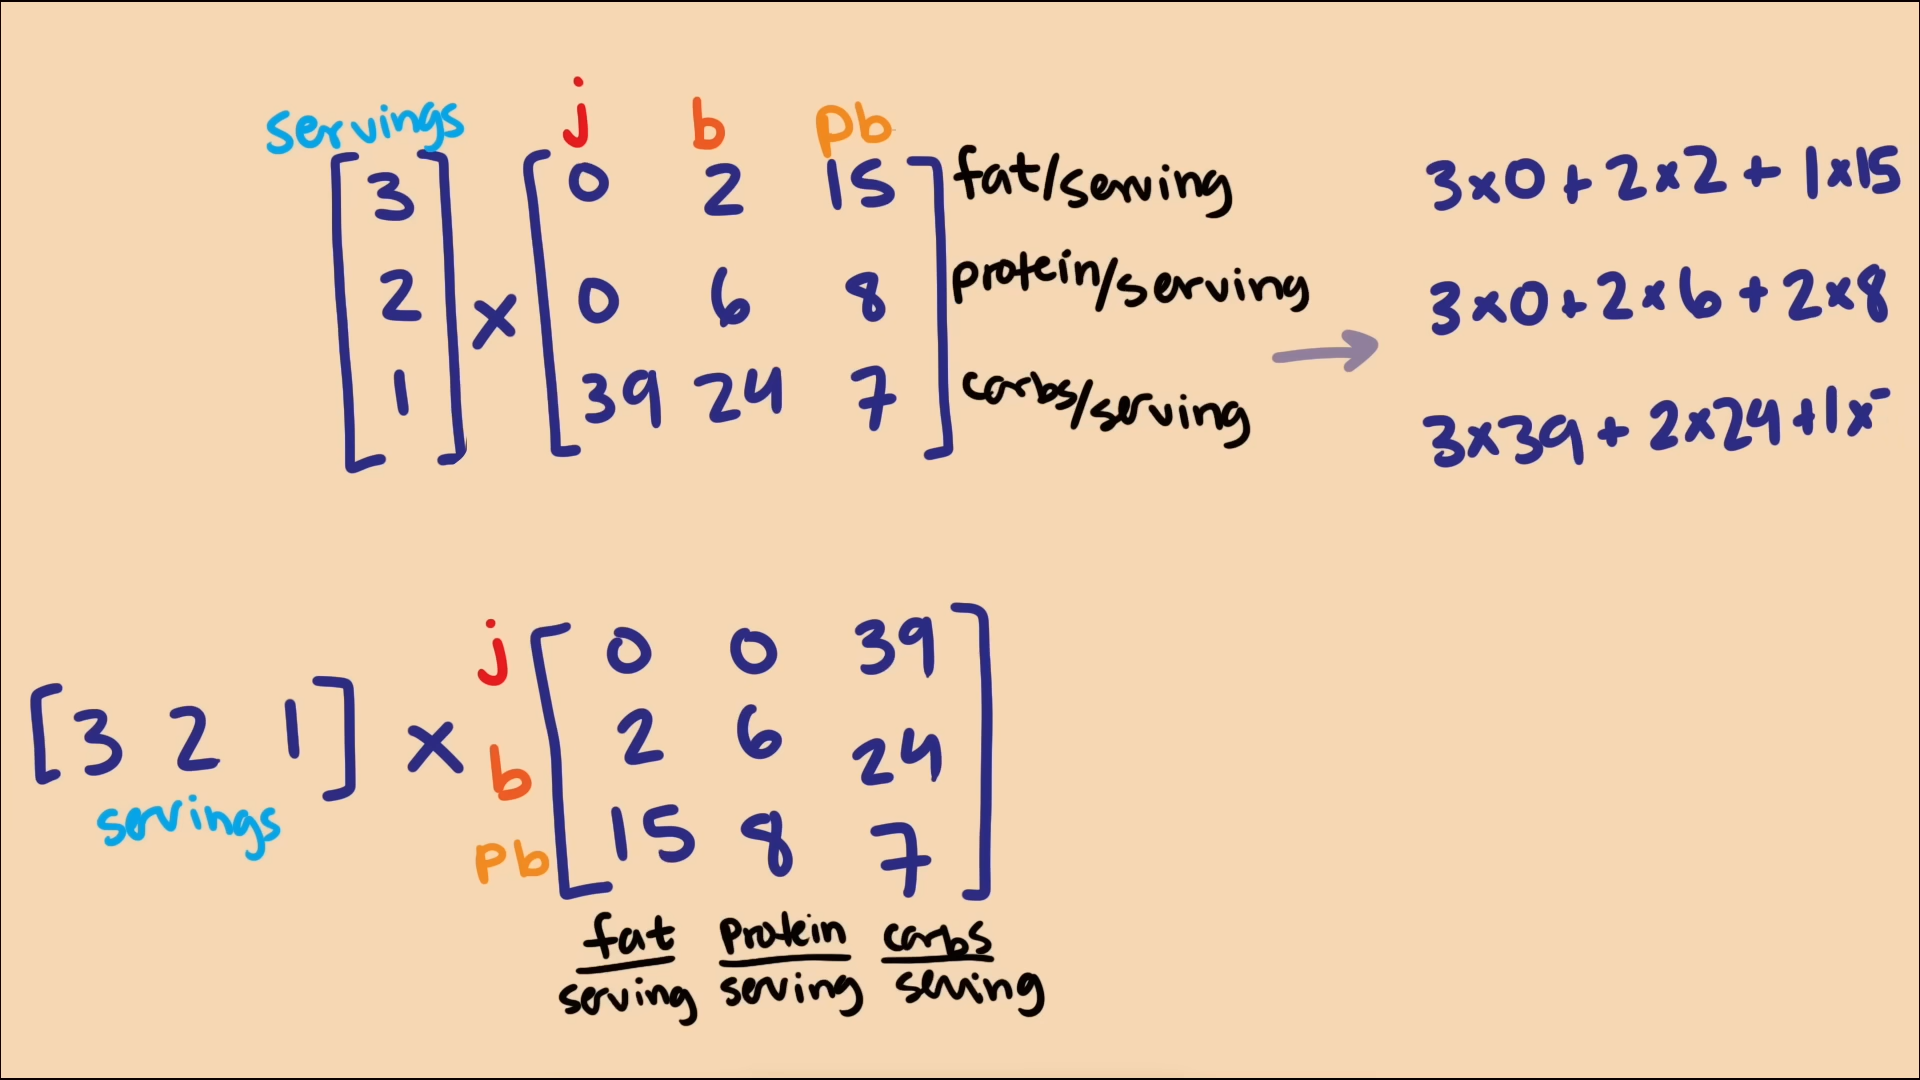 servings j b pb
3 0 2 15 fat/serving 3x0 + 2x2 + 1x15
2 x 0 6 8 protein/serving 3x0 + 2x6 + 2x8
1 39 24 7 carbs/serving 3x39 + 2x24 + 1x
j 0 0 39
[3 2 1] x b 2 6 24
servings pb 15 8 7
fat protein carbs
serving serving serving